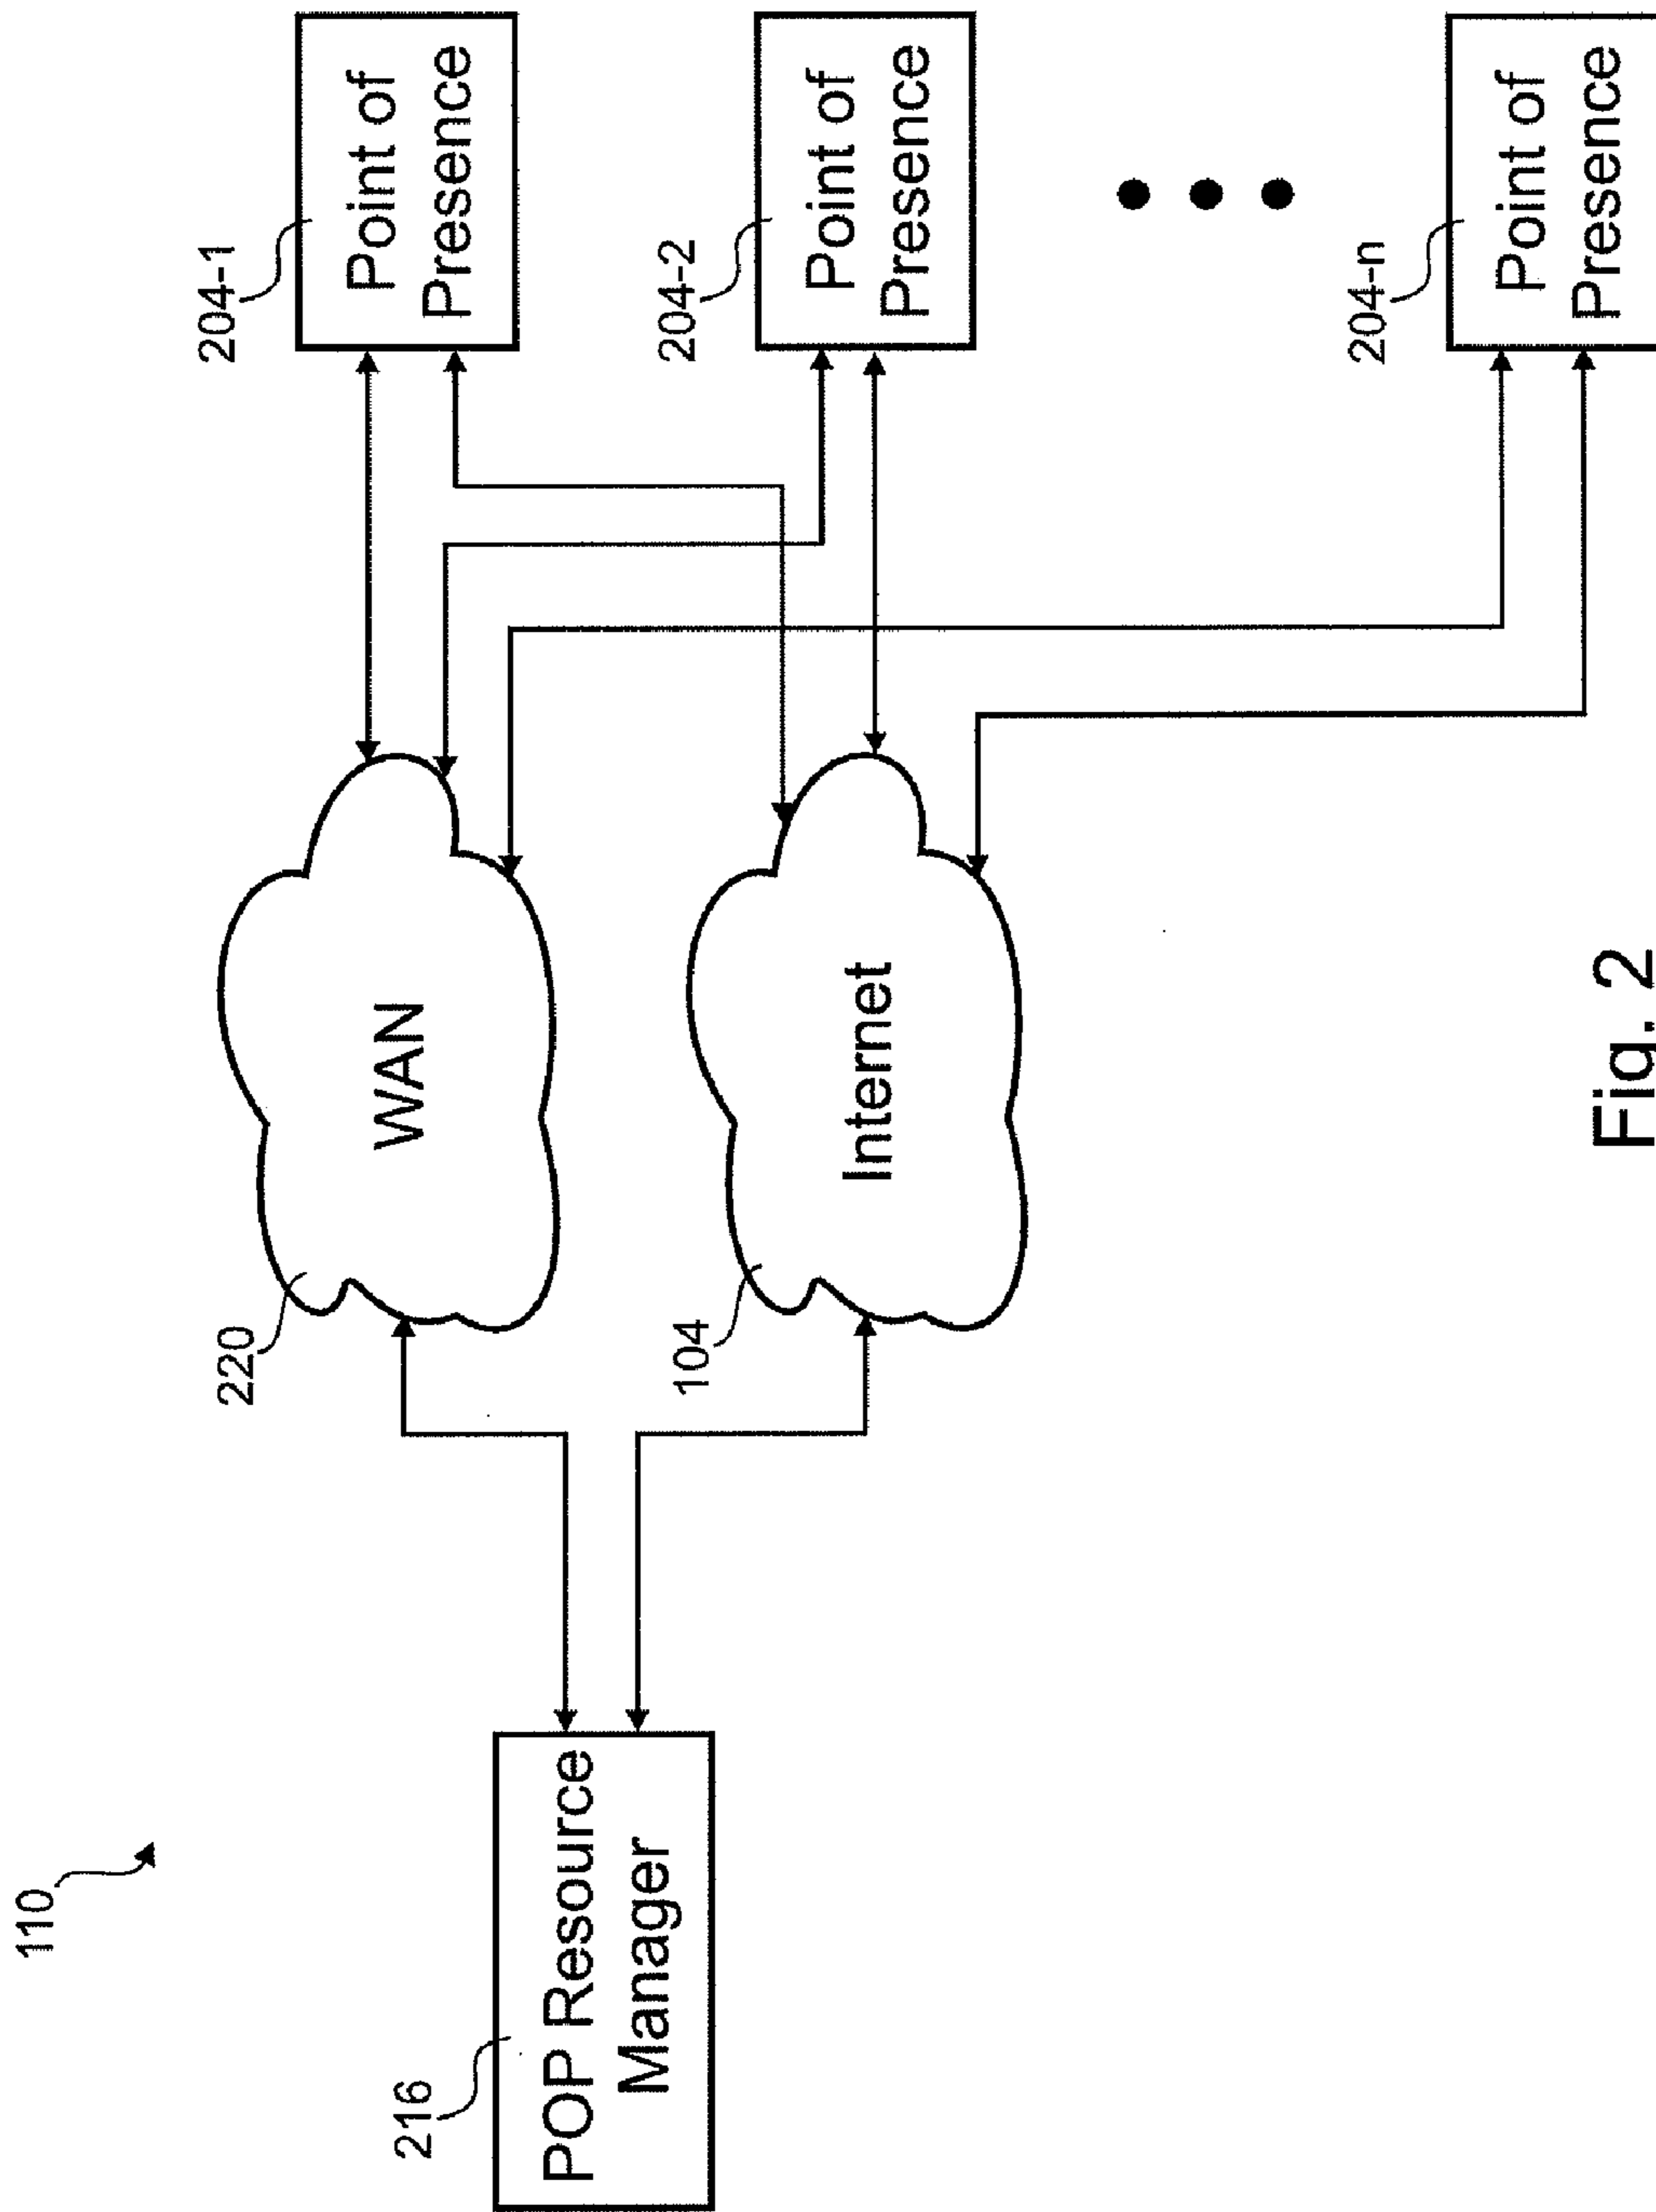 110
204-1
Point of
Presence
220
WAN
216
POP Resource
Manager
204-2
Point of
Presence
104
Internet
204-n
Point of
Presence
Fig. 2